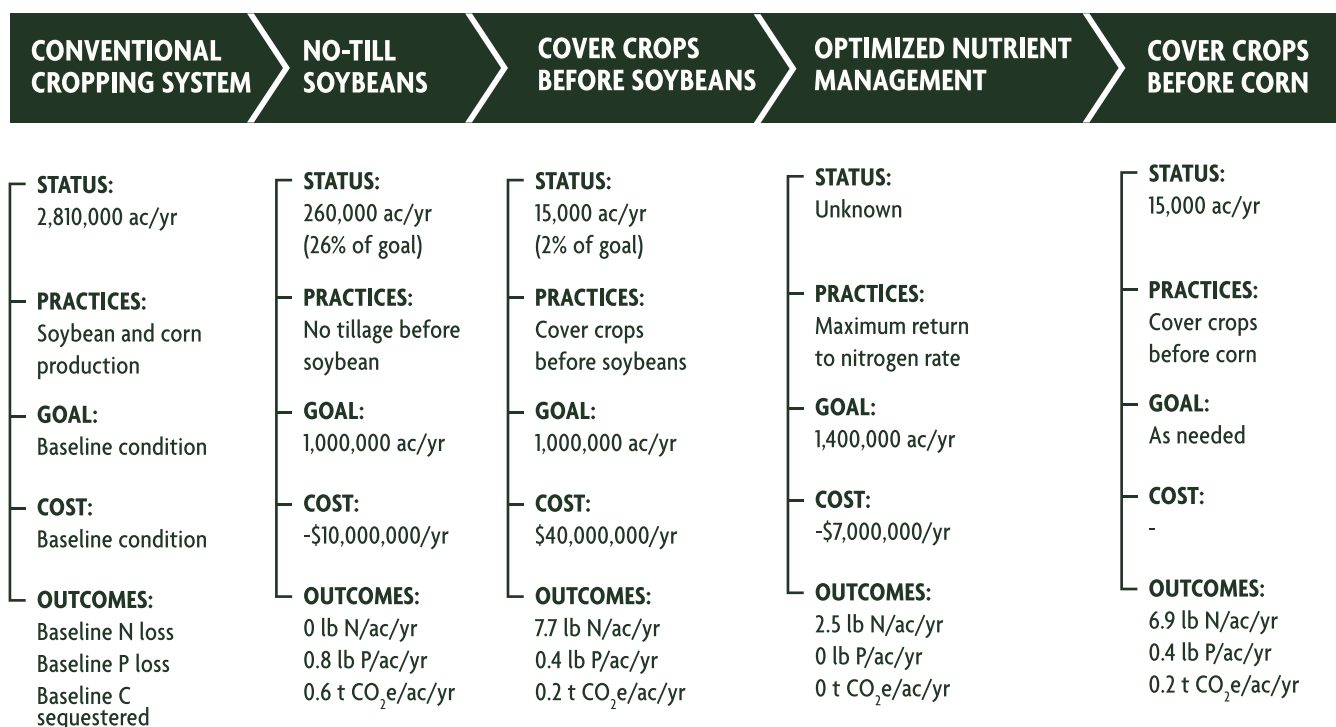 CONVENTIONAL
CROPPING SYSTEM
NO-TILL
SOYBEANS
COVER CROPS
BEFORE SOYBEANS
OPTIMIZED NUTRIENT
MANAGEMENT
COVER CROPS
BEFORE CORN
STATUS:
2,810,000 ac/yr
PRACTICES:
Soybean and corn
production
GOAL:
Baseline condition
COST:
Baseline condition
OUTCOMES:
Baseline N loss
Baseline P loss
Baseline C
sequestered
STATUS:
260,000 ac/yr
(26% of goal)
PRACTICES:
No tillage before
soybean
GOAL:
1,000,000 ac/yr
COST:
-$10,000,000/yr
OUTCOMES:
0 lb N/ac/yr
0.8 lb P/ac/yr
0.6 t CO₂e/ac/yr
STATUS:
15,000 ac/yr
(2% of goal)
PRACTICES:
Cover crops
before soybeans
GOAL:
1,000,000 ac/yr
COST:
$40,000,000/yr
OUTCOMES:
7.7 lb N/ac/yr
0.4 lb P/ac/yr
0.2 t CO₂e/ac/yr
STATUS:
Unknown
PRACTICES:
Maximum return
to nitrogen rate
GOAL:
1,400,000 ac/yr
COST:
-$7,000,000/yr
OUTCOMES:
2.5 lb N/ac/yr
0 lb P/ac/yr
0 t CO₂e/ac/yr
STATUS:
15,000 ac/yr
PRACTICES:
Cover crops
before corn
GOAL:
As needed
COST:
-
OUTCOMES:
6.9 lb N/ac/yr
0.4 lb P/ac/yr
0.2 t CO₂e/ac/yr